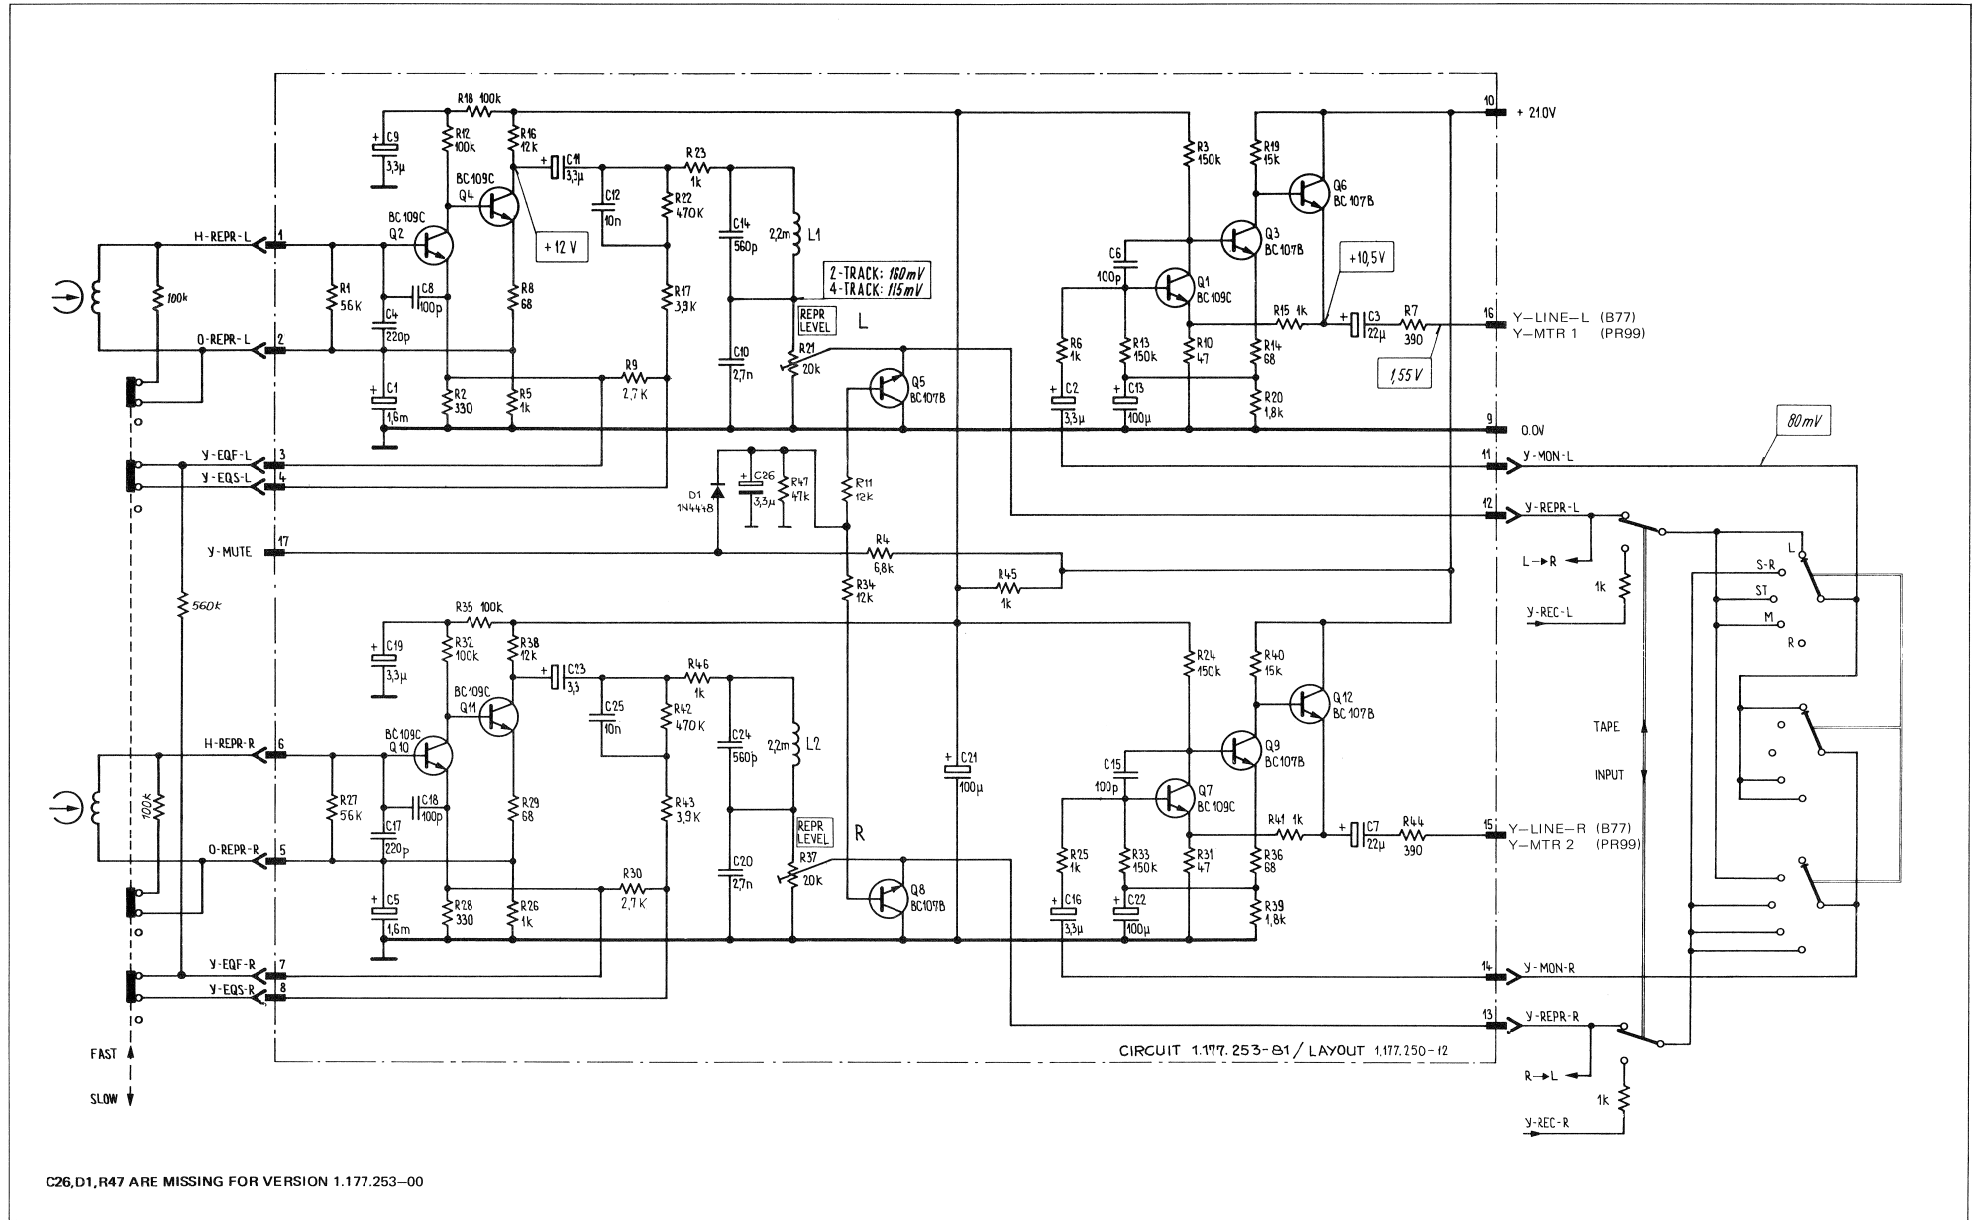 R18 100k
10
+ 21.0V
+ C9
3,3µ
R12
100k
R16
12k
+ C11
3,3µ
R23
1k
R3
150k
R19
15k
BC109C
Q4
C12
10n
R22
470K
Q6
BC107B
BC109C
Q2
+12 V
C14
560p
2,2m
L1
Q3
BC107B
H-REPR-L
1
C6
100p
+10,5V
100k
R1
56K
C8
100p
C4
220p
R8
68
R17
3,9K
2-TRACK: 160mV
4-TRACK: 115mV
REPR
LEVEL
L
Q1
BC109C
R15 1k
+ C3
22µ
R7
390
16
Y-LINE-L (B77)
Y-MTR 1 (PR99)
O-REPR-L
2
R6
1k
R13
150k
R10
47
R14
68
1,55V
C10
2,7n
R21
20k
R9
2,7K
Q5
BC107B
+ C1
1,6m
R2
330
R5
1k
+ C2
3,3µ
+ C13
100µ
R20
1,8k
80mV
9
0.0V
Y-EQF-L
3
11
Y-MON-L
Y-EQS-L
4
D1
1N4448
+ C26
3,3µ
R47
47k
R11
12k
12
Y-REPR-L
Y-MUTE
17
R4
6,8k
L→R
L
S-R
ST
M
R
1k
Y-REC-L
560k
R34
12k
R45
1k
R35 100k
+ C19
3,3µ
R32
100k
R38
12k
+ C23
3,3
R46
1k
R24
150k
R40
15k
BC109C
Q11
C25
10n
R42
470K
Q12
BC107B
TAPE
INPUT
H-REPR-R
6
BC109C
Q10
C24
560p
2,2m
L2
+ C21
100µ
Q9
BC107B
C15
100p
100k
R27
56K
C18
100p
C17
220p
R29
68
R43
3,9K
REPR
LEVEL
R
Q7
BC109C
R41 1k
+ C7
22µ
R44
390
15
Y-LINE-R (B77)
Y-MTR 2 (PR99)
O-REPR-R
5
C20
2,7n
R37
20k
R25
1k
R33
150k
R31
47
R36
68
R30
2,7K
Q8
BC107B
+ C5
1,6m
R28
330
R26
1k
+ C16
3,3µ
+ C22
100µ
R39
1,8k
Y-EQF-R
7
14
Y-MON-R
Y-EQS-R
8
13
Y-REPR-R
FAST
SLOW
CIRCUIT 1.177.253-81 / LAYOUT 1.177.250-12
R→L
1k
Y-REC-R
C26,D1,R47 ARE MISSING FOR VERSION 1.177.253—00